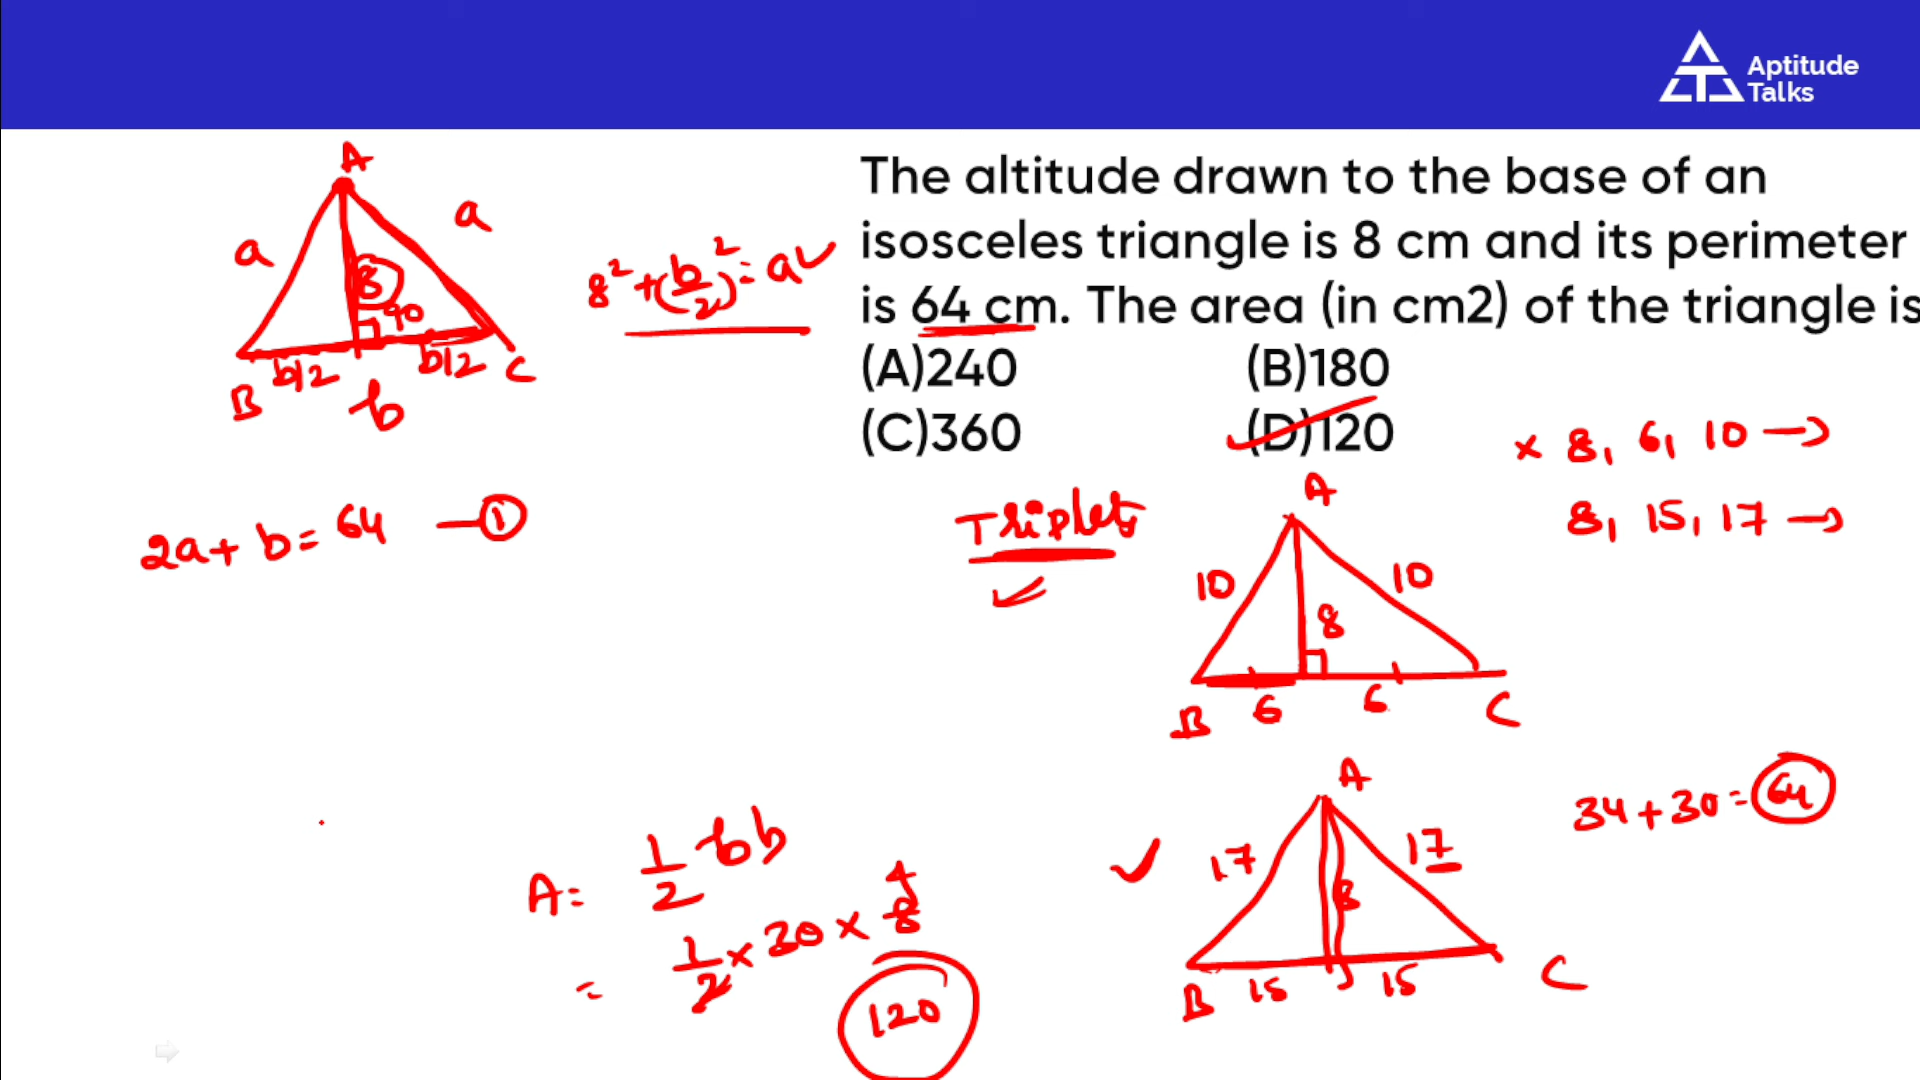 Aptitude
Talks
The altitude drawn to the base of an
isosceles triangle is 8 cm and its perimeter
is 64 cm. The area (in cm2) of the triangle is
(A)240 (B)180
(C)360 (D)120
A
a a
8
90
b/2 b/2
B b C
8² + (b/2)² = a²
2a + b = 64 — ①
Triplets
× 8, 6, 10 →
8, 15, 17 →
A
10 10
8
B 6 6 C
A
17 17
8
B 15 15 C
34 + 30 = 64
A = 1/2 bh
= 1/2 × 30 × 8 4
120